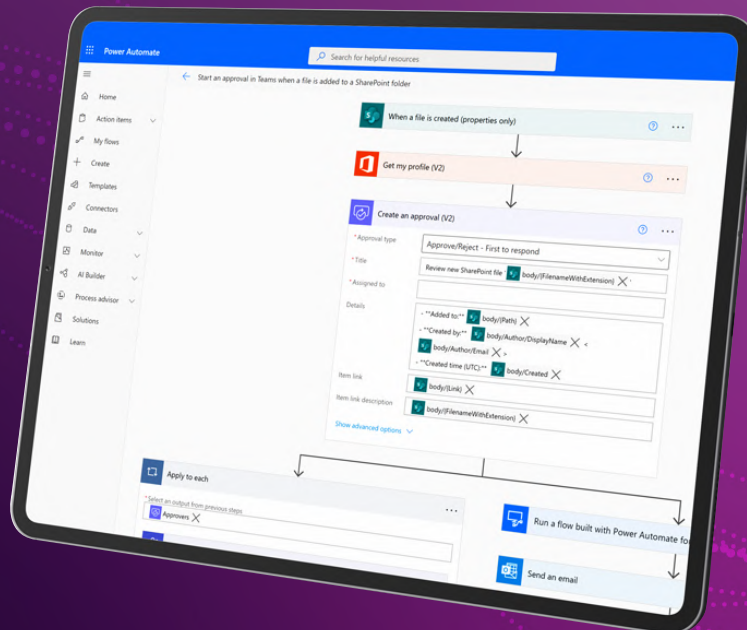 Power Automate
Search for helpful resources
Start an approval in Teams when a file is added to a SharePoint folder
Home
Action items
My flows
Create
Templates
Connectors
Data
Monitor
AI Builder
Process advisor
Solutions
Learn
When a file is created (properties only)
Get my profile (V2)
Create an approval (V2)
* Approval type
Approve/Reject - First to respond
* Title
Review new SharePoint file ' body/{FilenameWithExtension} '
* Assigned to
Details
- **Added to:** body/{Path}
- **Created by:** body/Author/DisplayName <
body/Author/Email >
- **Created time (UTC):** body/Created
Item link
body/{Link}
Item link description
body/{FilenameWithExtension}
Show advanced options
Apply to each
* Select an output from previous steps
Approvers
Run a flow built with Power Automate fo
Send an email